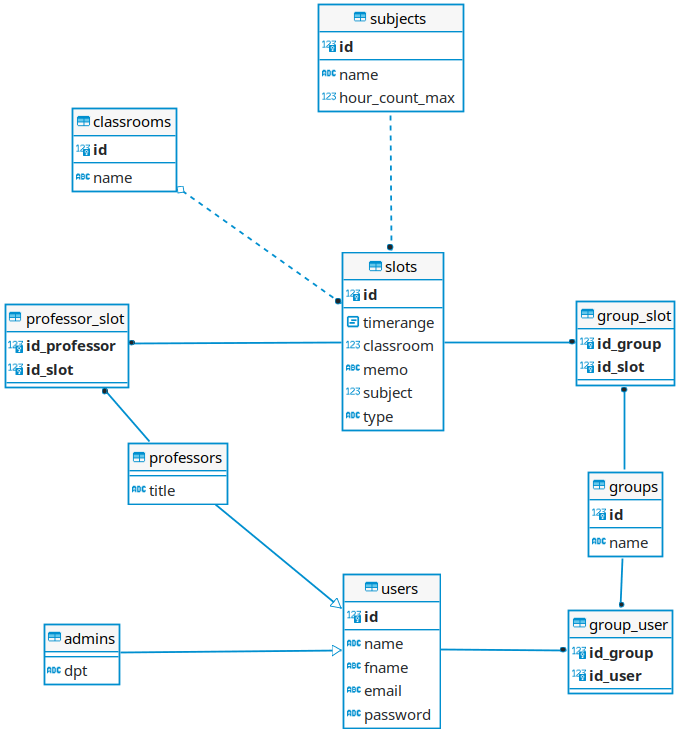 subjects
id
name
hour_count_max
classrooms
id
name
slots
id
timerange
classroom
memo
subject
type
professor_slot
id_professor
id_slot
group_slot
id_group
id_slot
professors
title
groups
id
name
users
id
name
fname
email
password
admins
dpt
group_user
id_group
id_user